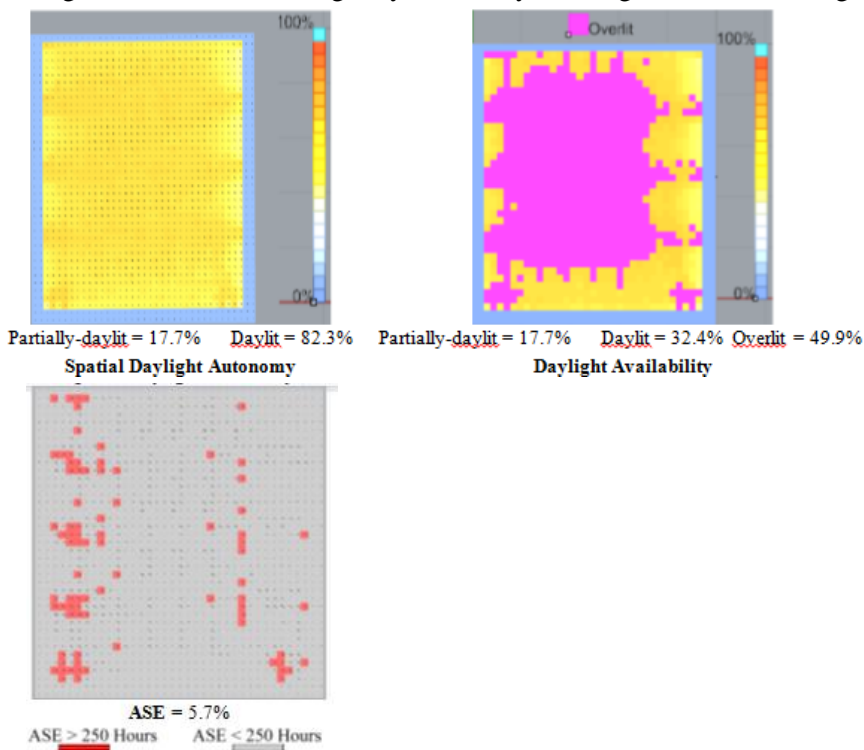 100%
Overlit
100%
0%
0%
Partially-daylit = 17.7% Daylit = 82.3%
Partially-daylit = 17.7% Daylit = 32.4% Overlit = 49.9%
Spatial Daylight Autonomy
Daylight Availability
ASE = 5.7%
ASE > 250 Hours ASE < 250 Hours